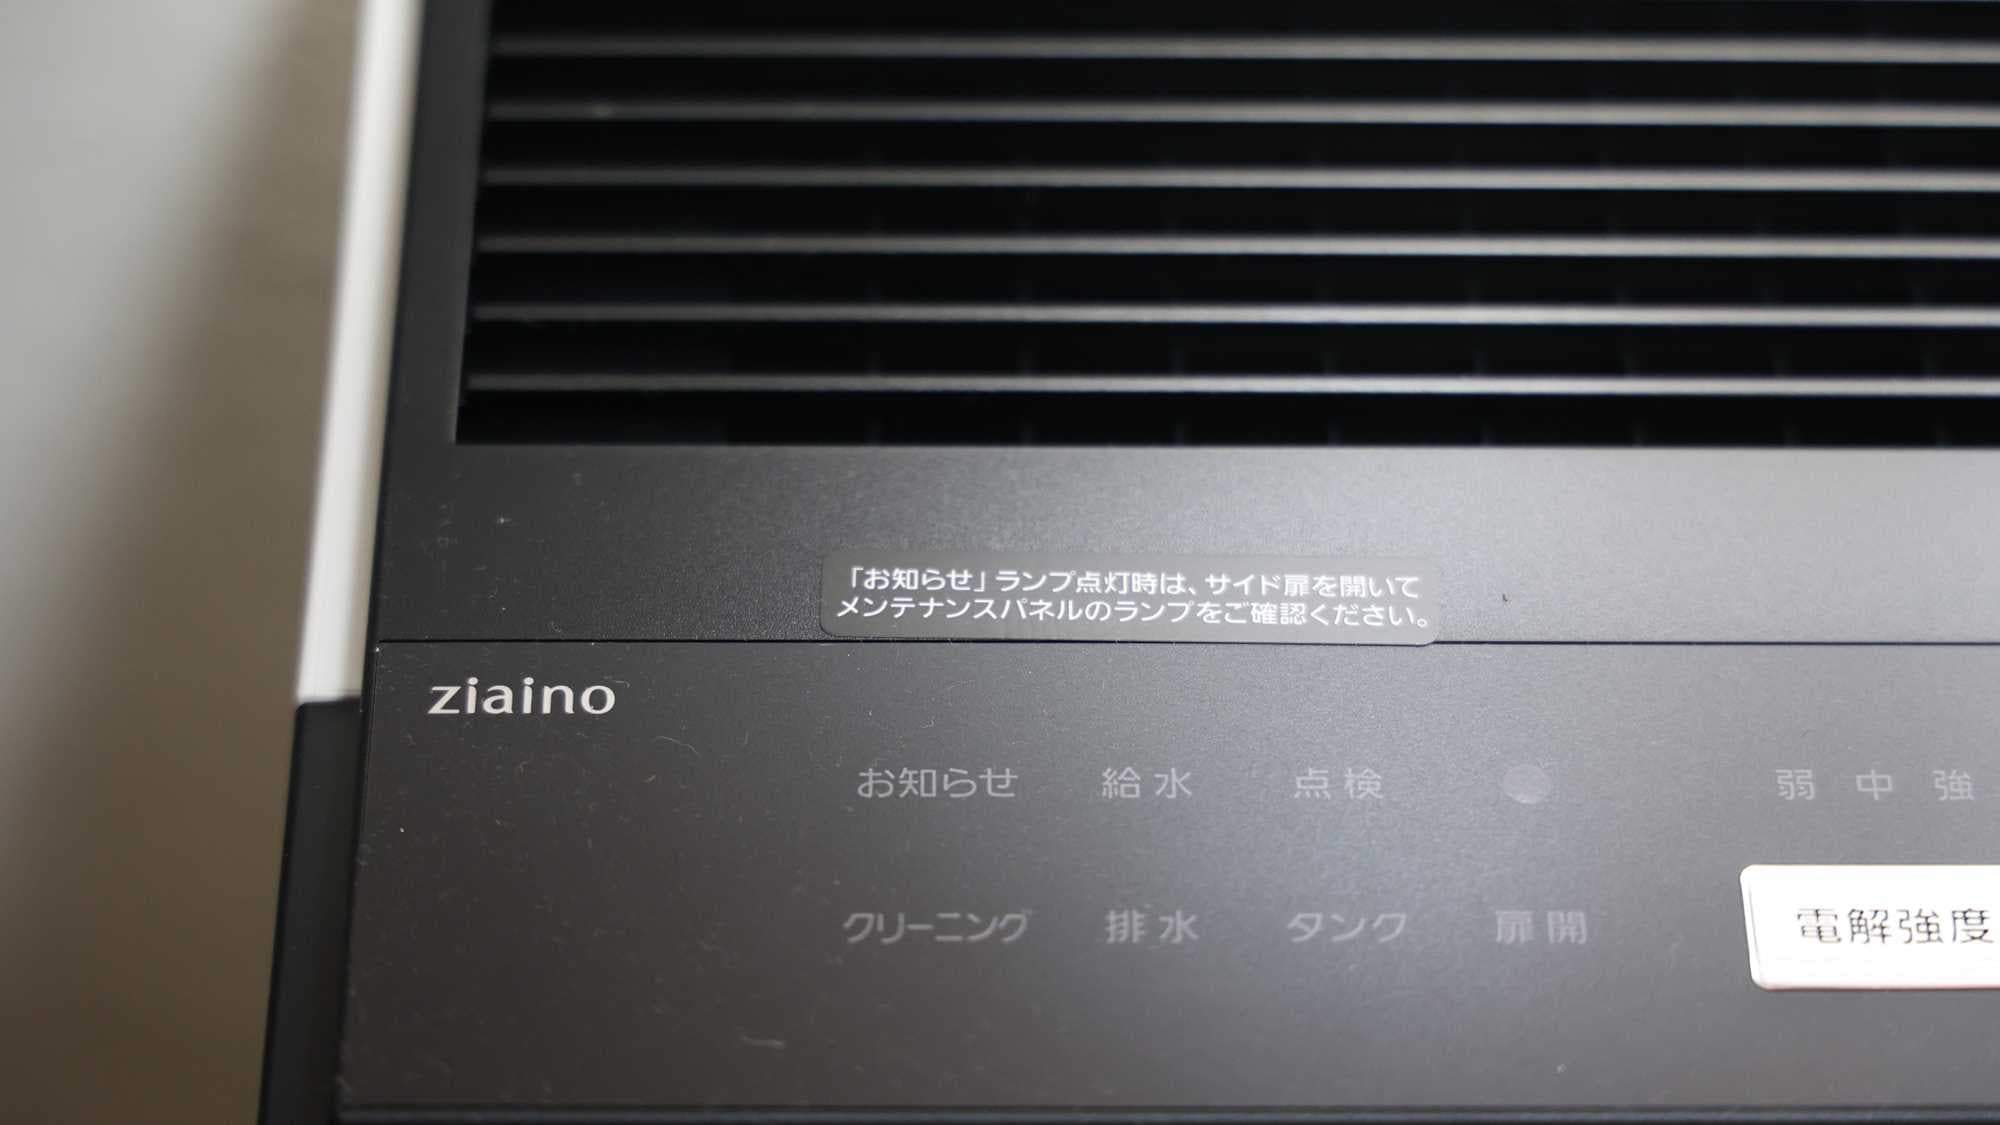 「お知らせ」ランプ点灯時は、サイド扉を開いて
メンテナンスパネルのランプをご確認ください。
ziaino
お知らせ 給水 点検 弱 中 強
クリーニング 排水 タンク 扉開
電解強度